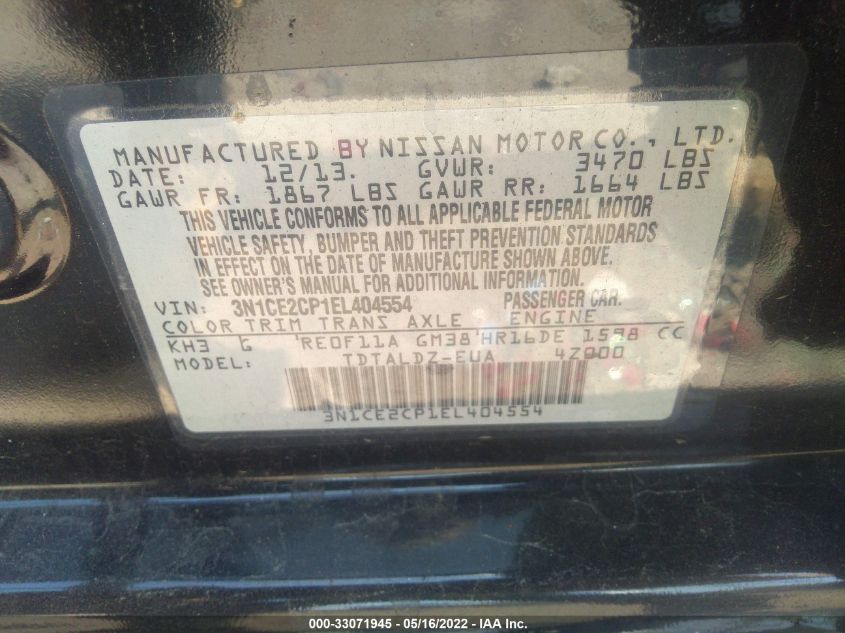 MANUFACTURED BY NISSAN MOTOR CO., LTD.
DATE: 12/13. GVWR: 3470 LBS
GAWR FR: 1867 LBS GAWR RR: 1664 LBS
THIS VEHICLE CONFORMS TO ALL APPLICABLE FEDERAL MOTOR
VEHICLE SAFETY, BUMPER AND THEFT PREVENTION STANDARDS
IN EFFECT ON THE DATE OF MANUFACTURE SHOWN ABOVE.
SEE OWNER'S MANUAL FOR ADDITIONAL INFORMATION.
VIN: 3N1CE2CP1EL404554 PASSENGER CAR.
COLOR TRIM TRANS AXLE ENGINE
KH3 G 'RE0F11A GM38 'HR16DE 1598 CC
MODEL: TDTALDZ-EUA 4Z000
3N1CE2CP1EL404554
000-33071945 - 05/16/2022 - IAA Inc.